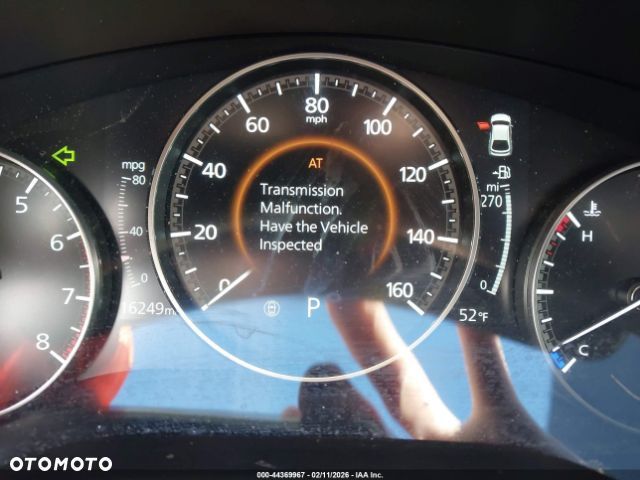 80
mph
60
100
40
120
20
140
0
160
AT
Transmission
Malfunction.
Have the Vehicle
Inspected
P
mpg
80
40
0
16249mi
5
6
7
8
mi
270
0
52°F
H
C
OTOMOTO
000-44369967 - 02/11/2026 - IAA Inc.